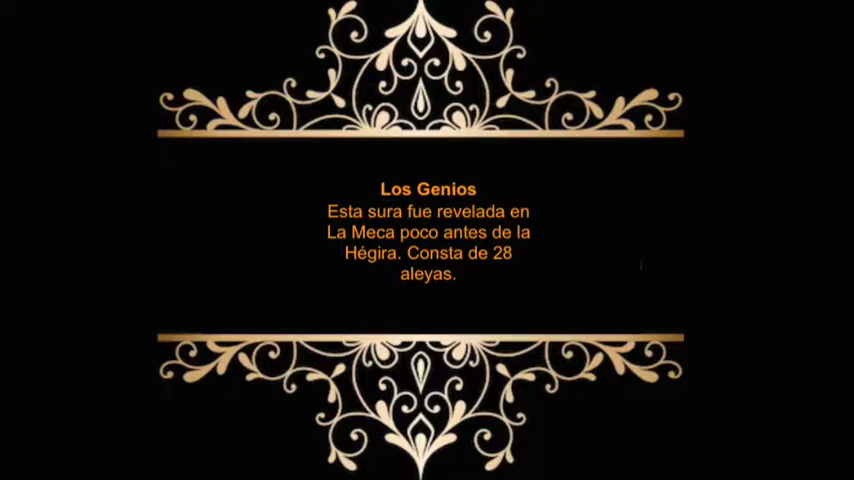 Los Genios
Esta sura fue revelada en
La Meca poco antes de la
Hégira. Consta de 28
aleyas.